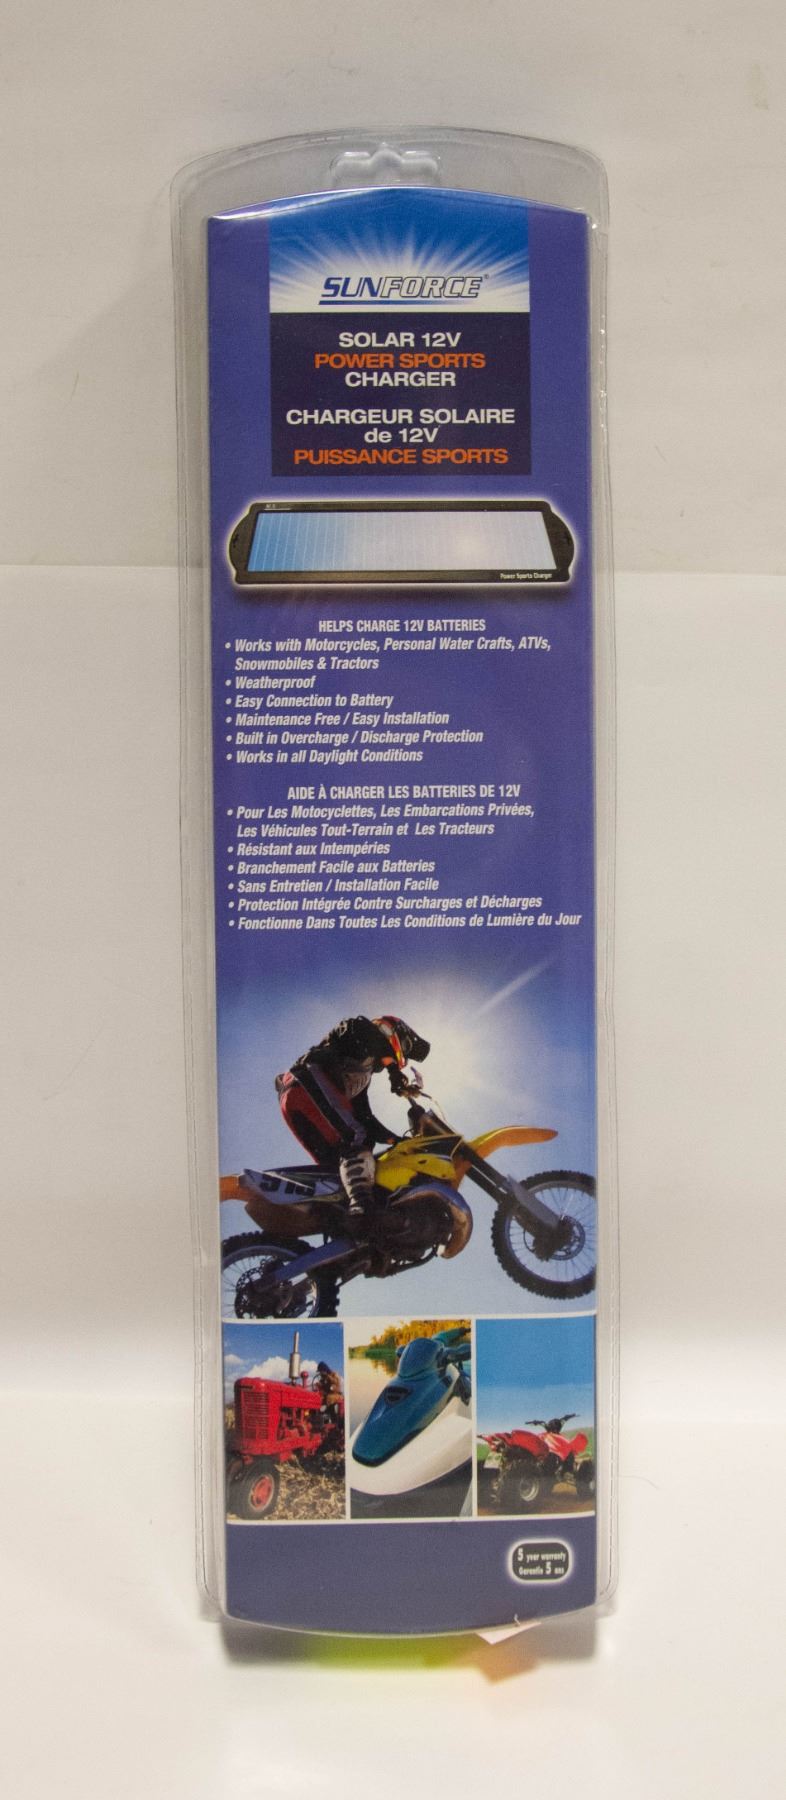 SUNFORCE®
SOLAR 12V
POWER SPORTS
CHARGER
CHARGEUR SOLAIRE
de 12V
PUISSANCE SPORTS
Power Sports Charger
HELPS CHARGE 12V BATTERIES
• Works with Motorcycles, Personal Water Crafts, ATVs,
Snowmobiles & Tractors
• Weatherproof
• Easy Connection to Battery
• Maintenance Free / Easy Installation
• Built in Overcharge / Discharge Protection
• Works in all Daylight Conditions
AIDE À CHARGER LES BATTERIES DE 12V
• Pour Les Motocyclettes, Les Embarcations Privées,
Les Véhicules Tout-Terrain et Les Tracteurs
• Résistant aux Intempéries
• Branchement Facile aux Batteries
• Sans Entretien / Installation Facile
• Protection Intégrée Contre Surcharges et Décharges
• Fonctionne Dans Toutes Les Conditions de Lumière du Jour
5 year warranty
Garantie 5 ans